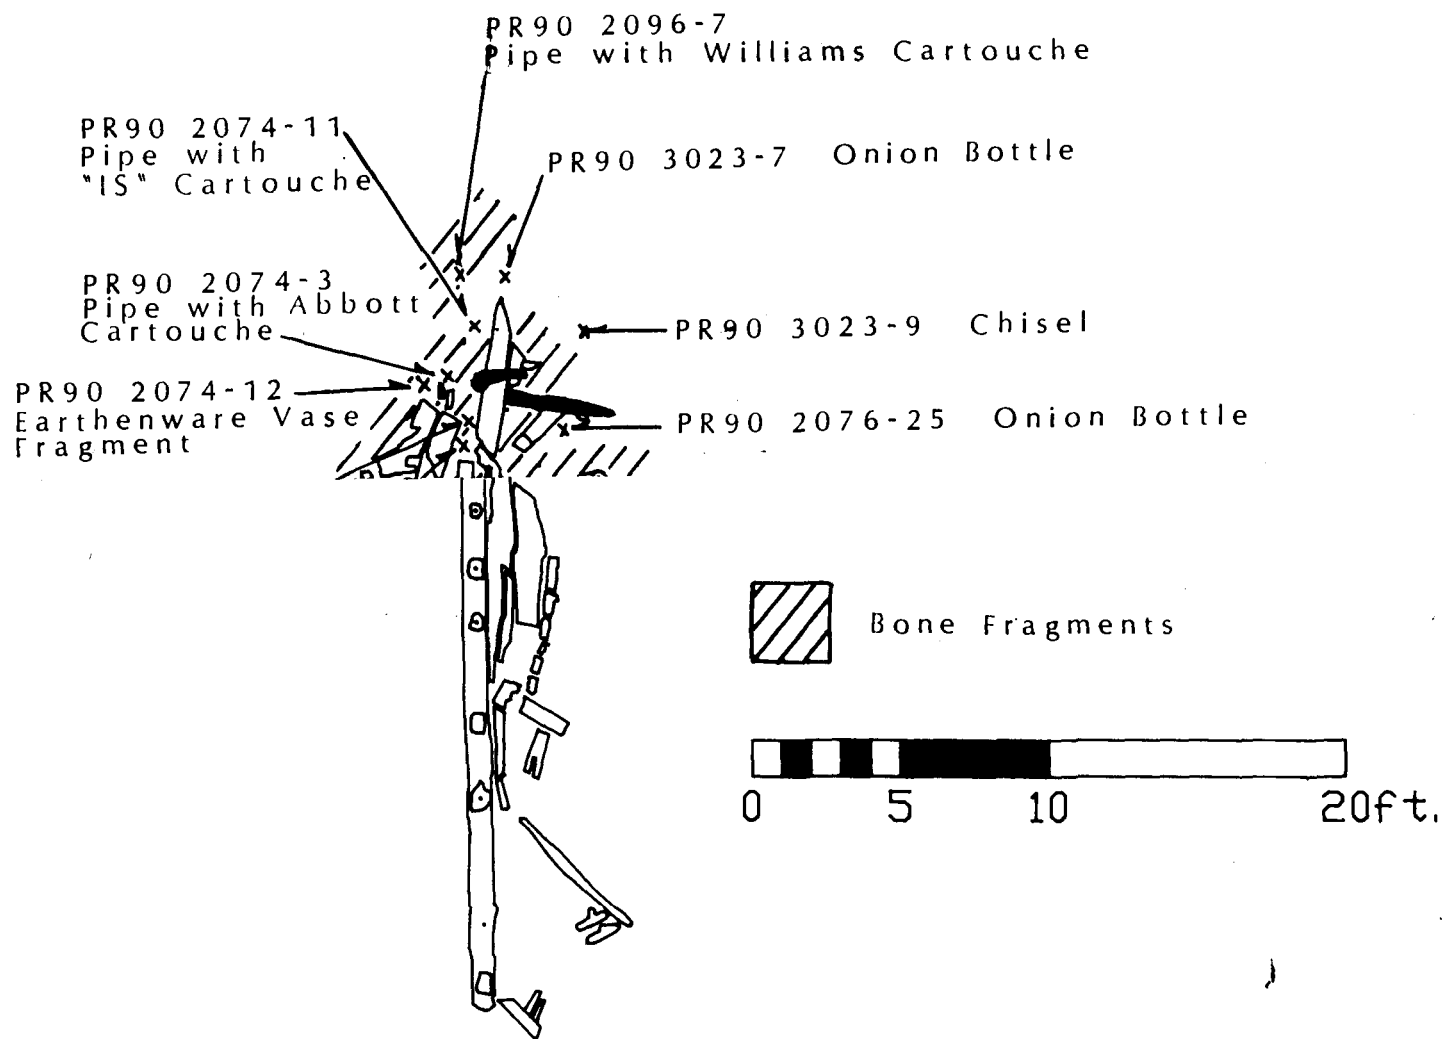 PR90 2096-7
Pipe with Williams Cartouche
PR90 2074-11
Pipe with
"IS" Cartouche
PR90 3023-7 Onion Bottle
PR90 2074-3
Pipe with Abbott
Cartouche
PR90 3023-9 Chisel
PR90 2074-12
Earthenware Vase
Fragment
PR90 2076-25 Onion Bottle
Bone Fragments
0 5 10 20ft.